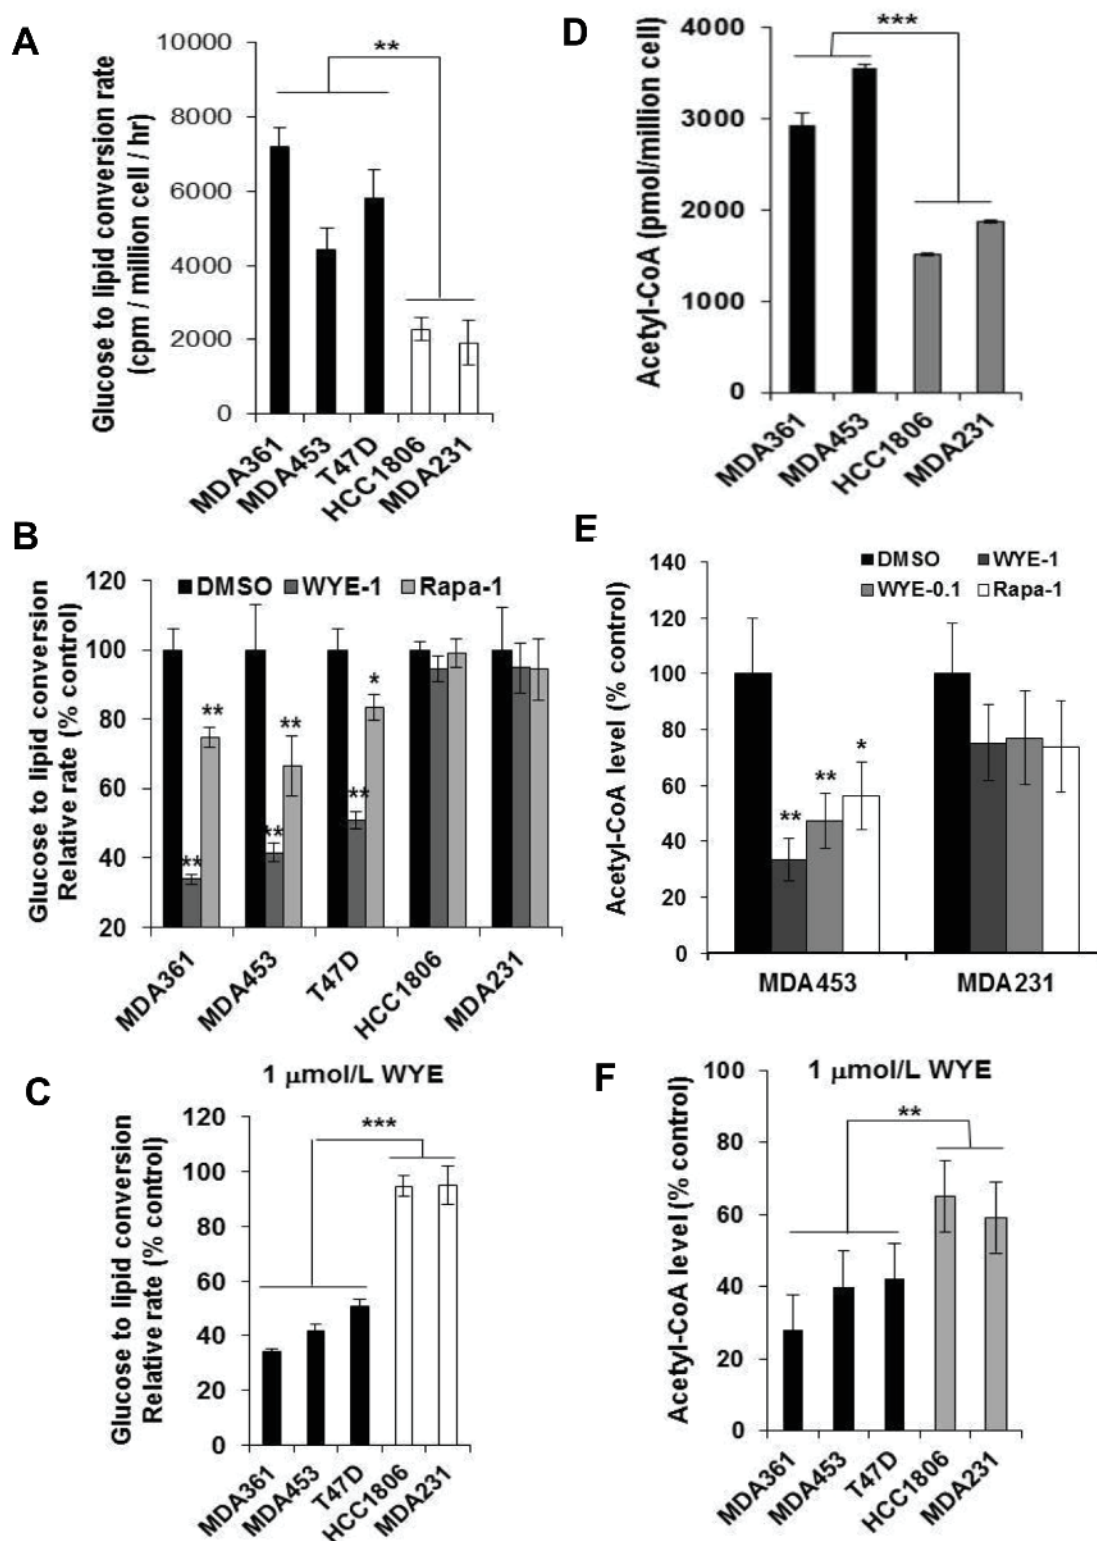 A
Glucose to lipid conversion rate
(cpm / million cell / hr)
10000
8000
6000
4000
2000
0
**
MDA361
MDA453
T47D
HCC1806
MDA231
D
Acetyl-CoA (pmol/million cell)
4000
3000
2000
1000
0
***
MDA361
MDA453
HCC1806
MDA231
B
Glucose to lipid conversion
Relative rate (% control)
120
100
80
60
40
20
DMSO WYE-1 Rapa-1
**
**
**
**
*
**
MDA361
MDA453
T47D
HCC1806
MDA231
E
Acetyl-CoA level (% control)
140
120
100
80
60
40
20
0
DMSO WYE-1
WYE-0.1 Rapa-1
**
**
*
MDA453 MDA231
C
1 μmol/L WYE
Glucose to lipid conversion
Relative rate (% control)
120
100
80
60
40
20
0
***
MDA361
MDA453
T47D
HCC1806
MDA231
F
1 μmol/L WYE
Acetyl-CoA level (% control)
100
80
60
40
20
0
**
MDA361
MDA453
T47D
HCC1806
MDA231